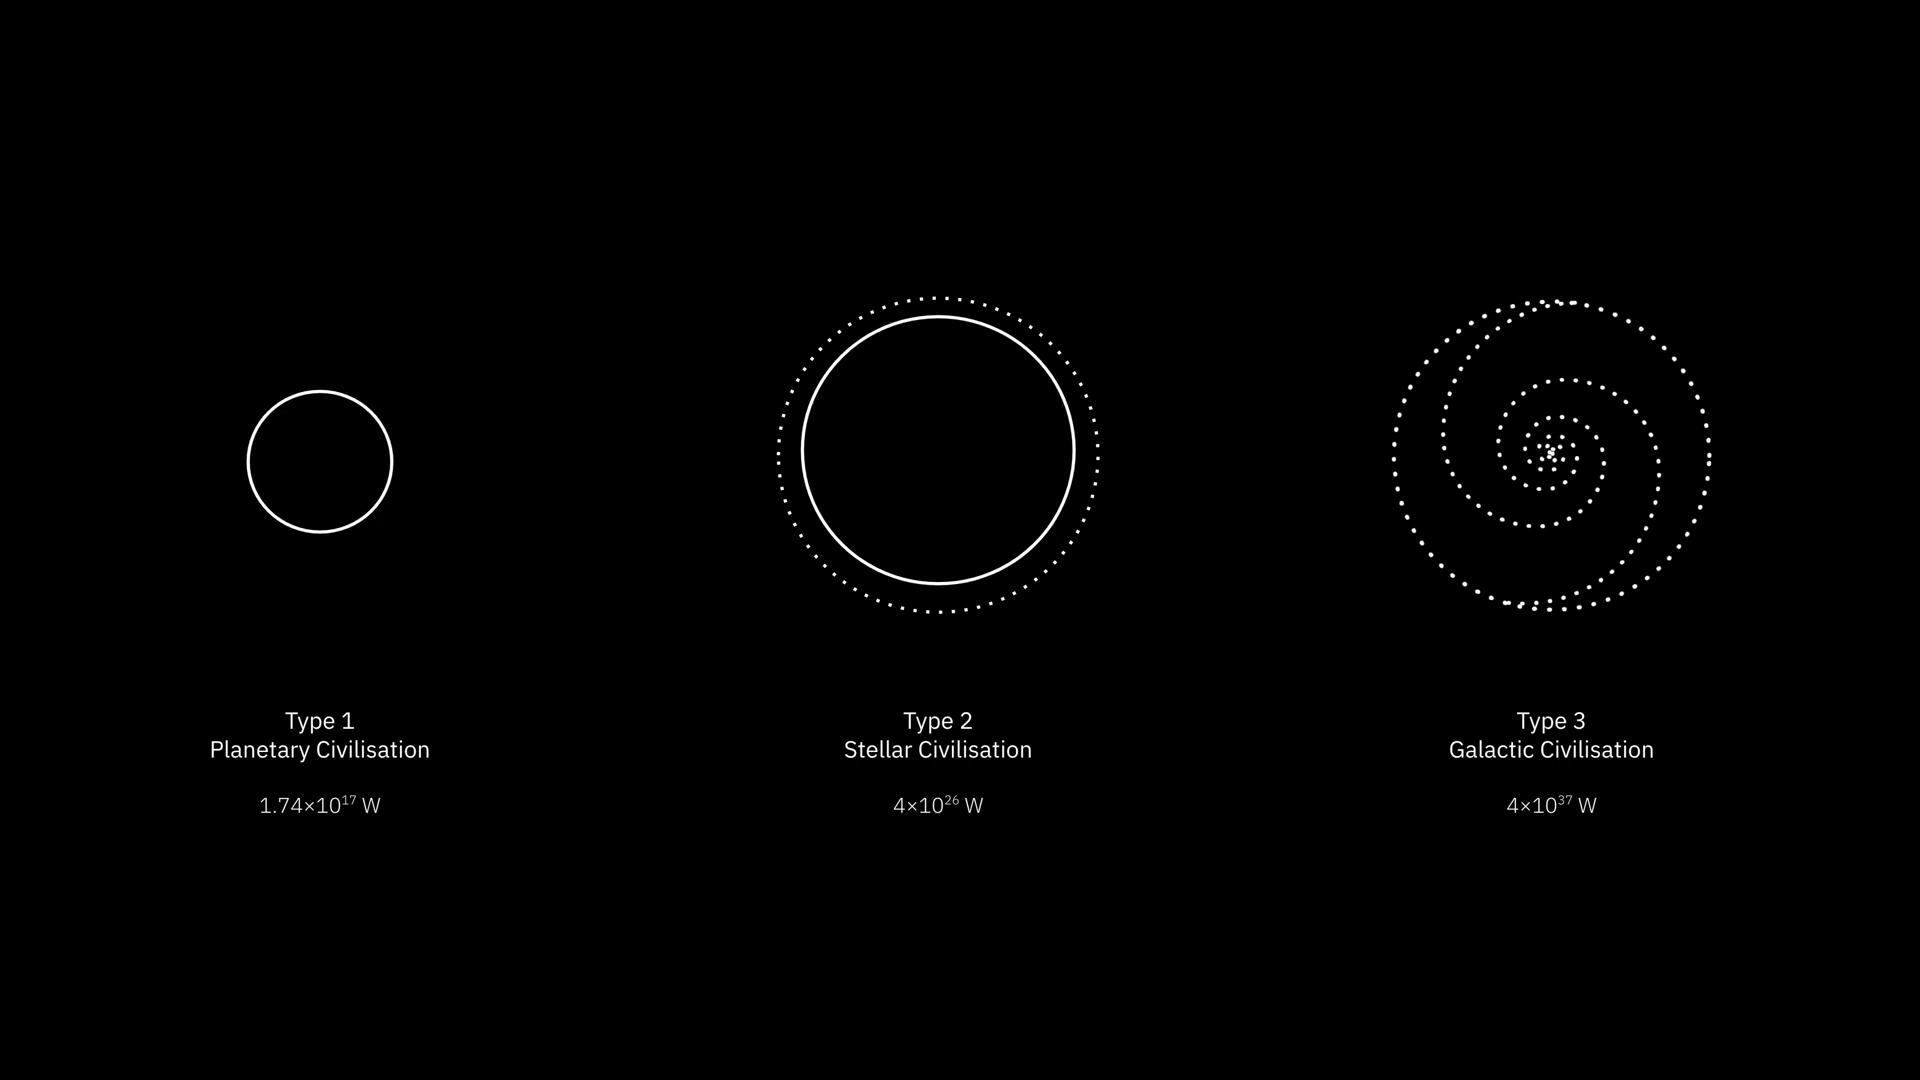 Type 1
Planetary Civilisation
1.74×10¹⁷ W
Type 2
Stellar Civilisation
4×10²⁶ W
Type 3
Galactic Civilisation
4×10³⁷ W